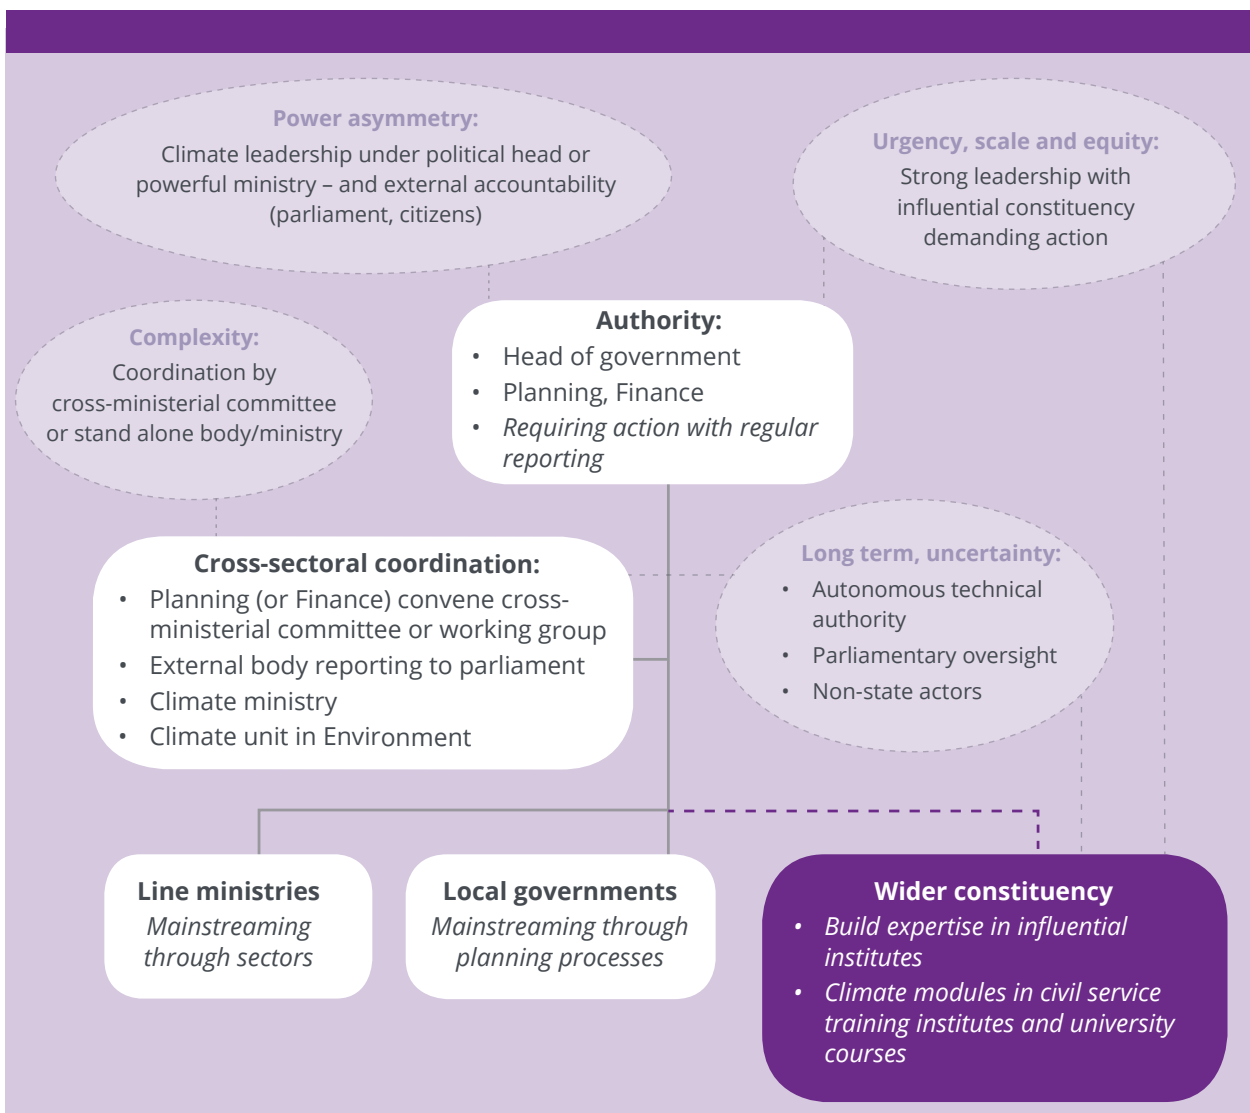 Power asymmetry:
Climate leadership under political head or
powerful ministry – and external accountability
(parliament, citizens)
Urgency, scale and equity:
Strong leadership with
influential constituency
demanding action
Complexity:
Coordination by
cross-ministerial committee
or stand alone body/ministry
Authority:
• Head of government
• Planning, Finance
• Requiring action with regular
reporting
Cross-sectoral coordination:
• Planning (or Finance) convene cross-
ministerial committee or working group
• External body reporting to parliament
• Climate ministry
• Climate unit in Environment
Long term, uncertainty:
• Autonomous technical
authority
• Parliamentary oversight
• Non-state actors
Line ministries
Mainstreaming
through sectors
Local governments
Mainstreaming through
planning processes
Wider constituency
• Build expertise in influential
institutes
• Climate modules in civil service
training institutes and university
courses